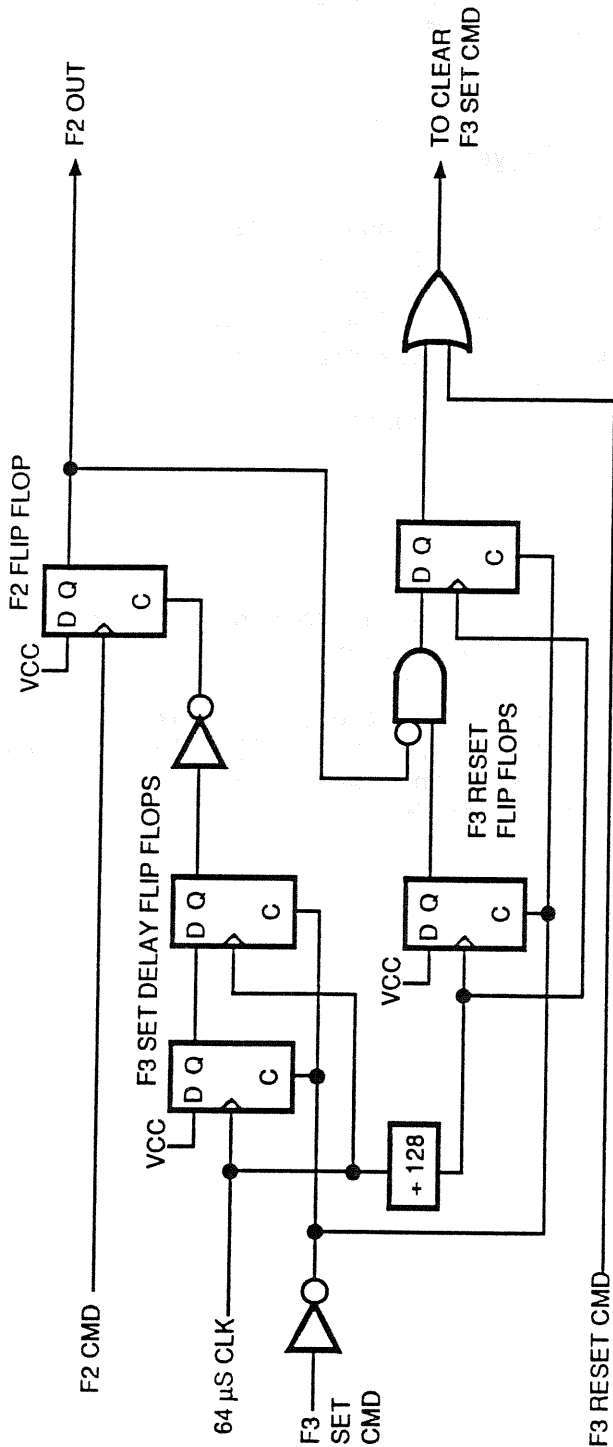 F2 CMD
VCC
F2 FLIP FLOP
D Q
C
F2 OUT
64 μS CLK
VCC
F3 SET DELAY FLIP FLOPS
D Q
C
D Q
C
F3
SET
CMD
+ 128
VCC
D Q
C
F3 RESET
FLIP FLOPS
D Q
C
TO CLEAR
F3 SET CMD
F3 RESET CMD